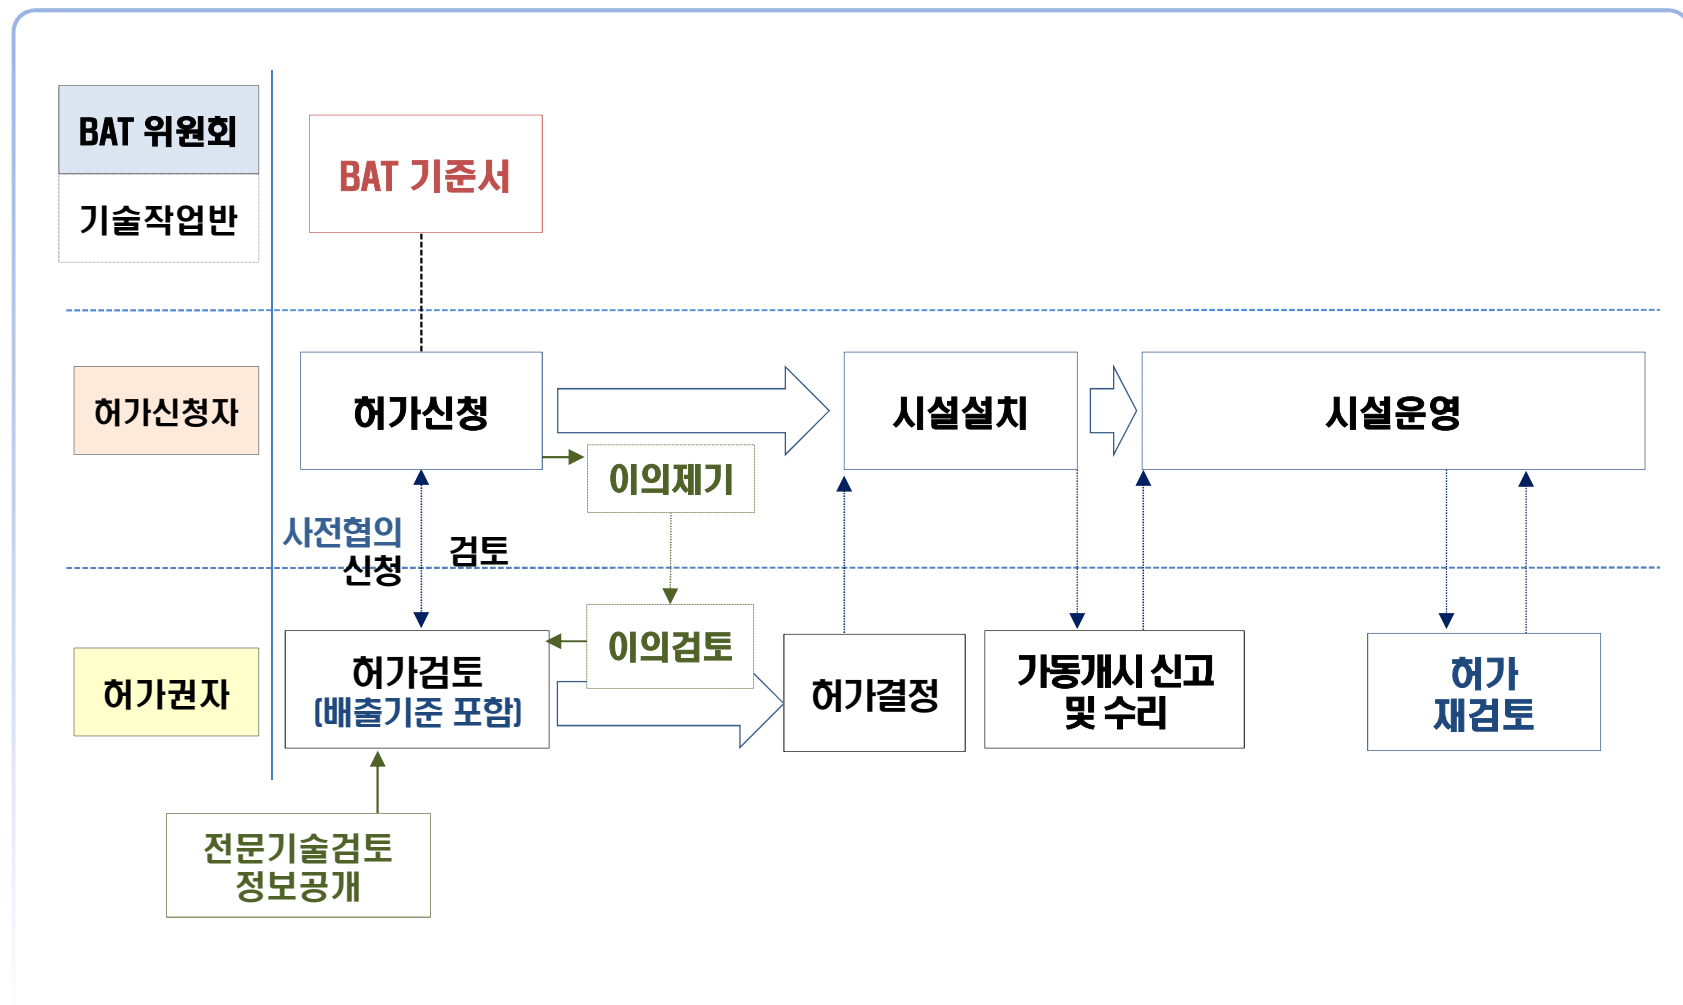 BAT 위원회
기술작업반
BAT 기준서
허가신청자
허가신청
시설설치
시설운영
이의제기
사전협의
신청
검토
이의검토
허가권자
허가검토
(배출기준 포함)
허가결정
가동개시 신고
및 수리
허가
재검토
전문기술검토
정보공개